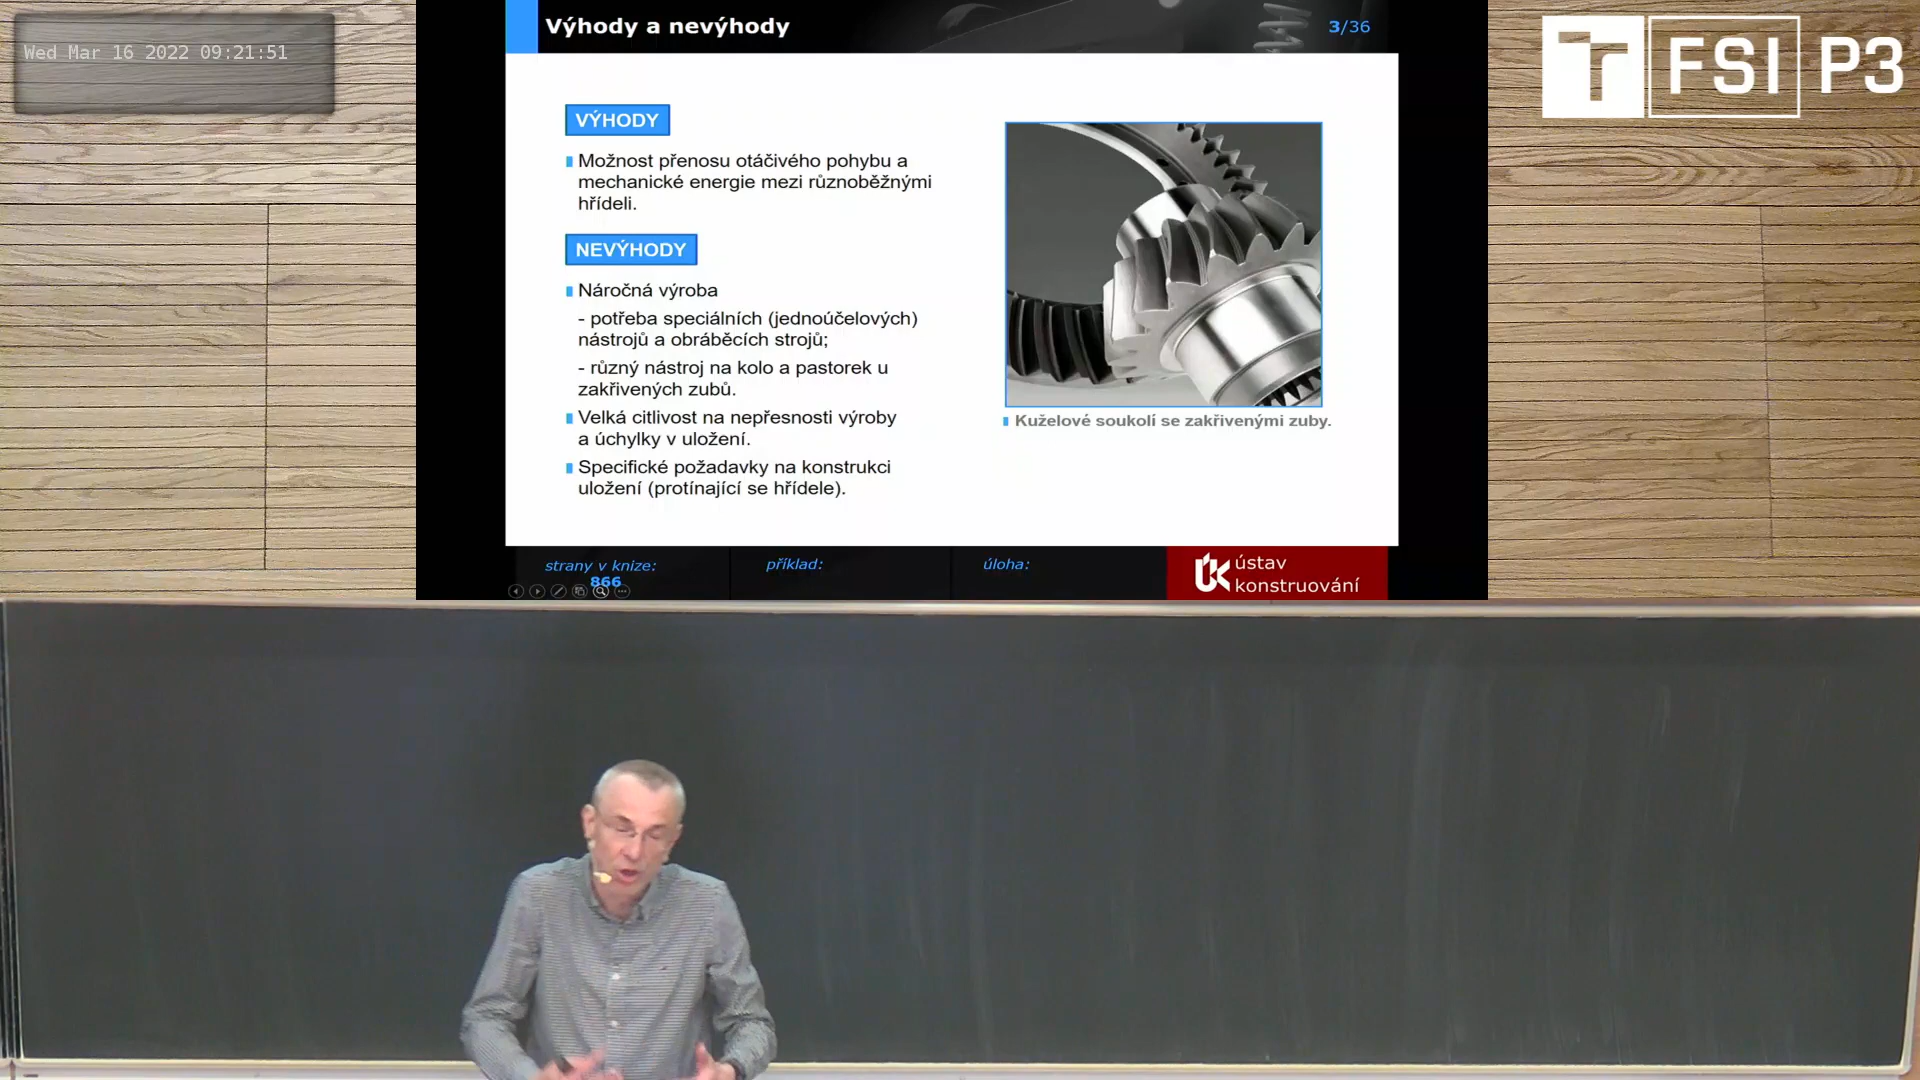 Wed Mar 16 2022 09:21:51
Výhody a nevýhody
3/36
FSI P3
VÝHODY
Možnost přenosu otáčivého pohybu a
mechanické energie mezi různoběžnými
hřídeli.
NEVÝHODY
Náročná výroba
- potřeba speciálních (jednoúčelových)
nástrojů a obráběcích strojů;
- různý nástroj na kolo a pastorek u
zakřivených zubů.
Velká citlivost na nepřesnosti výroby
a úchylky v uložení.
Specifické požadavky na konstrukci
uložení (protínající se hřídele).
Kuželové soukolí se zakřivenými zuby.
strany v knize:
866
příklad:
úloha:
ústav
konstruování